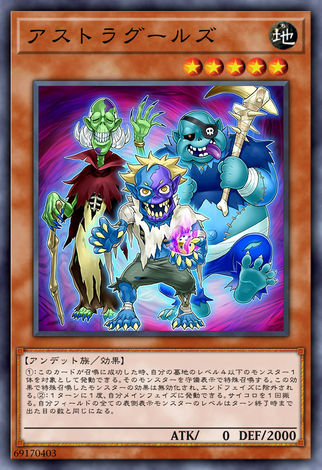 アストラグールズ
地
【アンデット族／効果】
①：このカードが召喚に成功した時、自分の墓地のレベル４以下のモンスター１
体を対象として発動できる。そのモンスターを守備表示で特殊召喚する。この効
果で特殊召喚したモンスターの効果は無効化され、エンドフェイズに除外され
る。②：１ターンに１度、自分メインフェイズに発動できる。サイコロを１回振
る。自分フィールドの全ての表側表示モンスターのレベルはターン終了時まで
出た目の数と同じになる。
ATK/ 0 DEF/2000
69170403